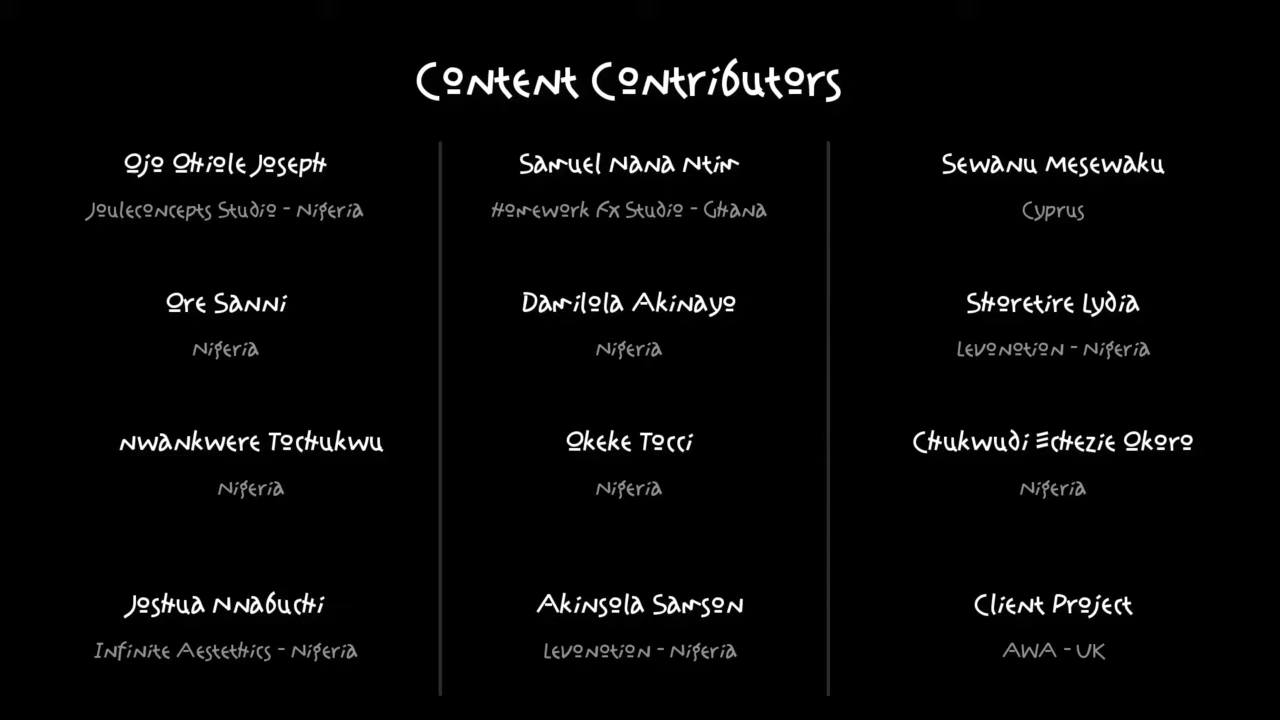 Content Contributors
Ojo Ohiole Joseph
Jouleconcepts Studio - Nigeria
Samuel Nana Ntim
Homework Fx Studio - Ghana
Sewanu Mesewaku
Cyprus
Ore Sanni
Nigeria
Damilola Akinayo
Nigeria
Shoretire Lydia
Levonotion - Nigeria
Nwankwere Tochukwu
Nigeria
Okeke Tocci
Nigeria
Chukwudi Echezie Okoro
Nigeria
Joshua Nnabuchi
Infinite Aestethics - Nigeria
Akinsola Samson
Levonotion - Nigeria
Client Project
AWA - UK